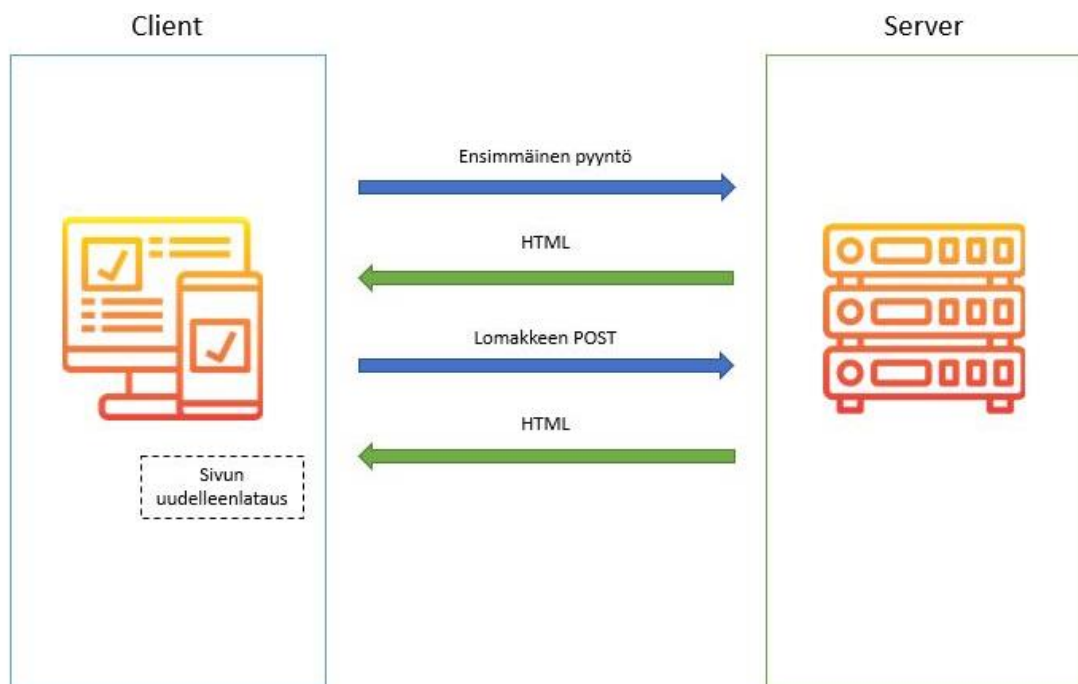 Client
Server
Ensimmäinen pyyntö
HTML
Lomakkeen POST
HTML
Sivun
uudelleenlataus